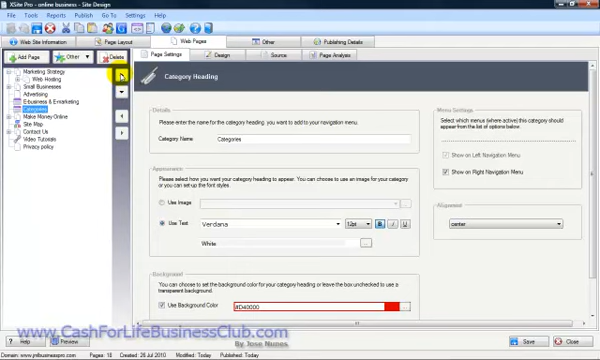 XSite Pro - online business - Site Design
File Tools Reports Publish Go To Settings Help
Web Site Information Page Layout Web Pages Other Publishing Details
Add Page Other Delete
Page Settings Design Source Page Analysis
Marketing Strategy
Web Hosting
Small Businesses
Advertising
E-business & E-marketing
Categories
Make Money Online
Site Map
Contact Us
Video Tutorials
Privacy policy
Category Heading
Details
Please enter the name for the category heading you want to add to your navigation menu.
Category Name Categories
Menu Settings
Select which menus (where active) this category should appear from the list of options below.
Show on Left Navigation Menu
Show on Right Navigation Menu
Appearance
Please select how you want your category heading to appear. You can choose to use an image for your category or you can set up the font styles.
Use Image
Use Text Verdana 12pt B I U
White
Alignment
center
Background
You can choose to set the background color for your category heading or leave the box unchecked to use a transparent background.
Use Background Color #D40000
www.CashForLifeBusinessClub.com
By Jose Nunes
Help Preview Save Close
Pages: 18 Created: 26 Jul 2010 Modified: Today Published: Today